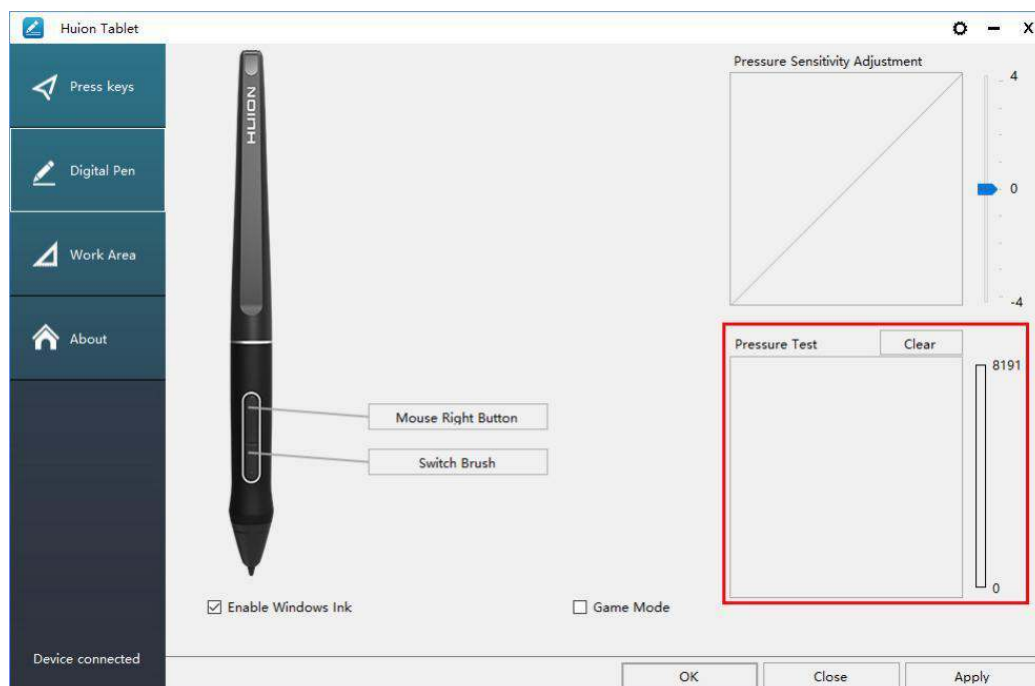 Huion Tablet
X
Press keys
Digital Pen
Work Area
About
Device connected
HUION
Mouse Right Button
Switch Brush
Enable Windows Ink
Game Mode
Pressure Sensitivity Adjustment
4
0
-4
Pressure Test
Clear
8191
0
OK
Close
Apply